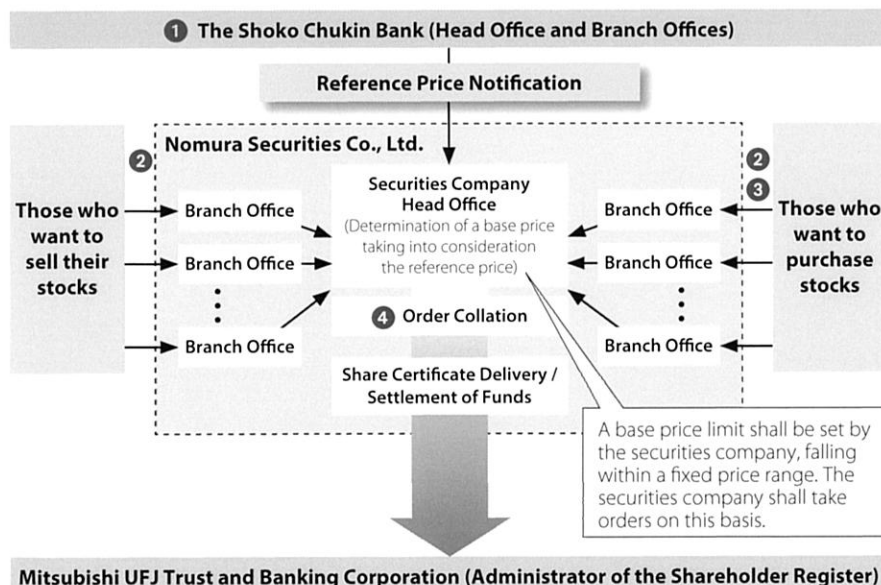 ❶ The Shoko Chukin Bank (Head Office and Branch Offices)
Reference Price Notification
❷
Nomura Securities Co., Ltd.
❷
❸
Those who
want to
sell their
stocks
Branch Office
Branch Office
Branch Office
Securities Company
Head Office
(Determination of a base price
taking into consideration
the reference price)
❹ Order Collation
Share Certificate Delivery /
Settlement of Funds
Branch Office
Branch Office
Branch Office
Those who
want to
purchase
stocks
A base price limit shall be set by
the securities company, falling
within a fixed price range. The
securities company shall take
orders on this basis.
Mitsubishi UFJ Trust and Banking Corporation (Administrator of the Shareholder Register)